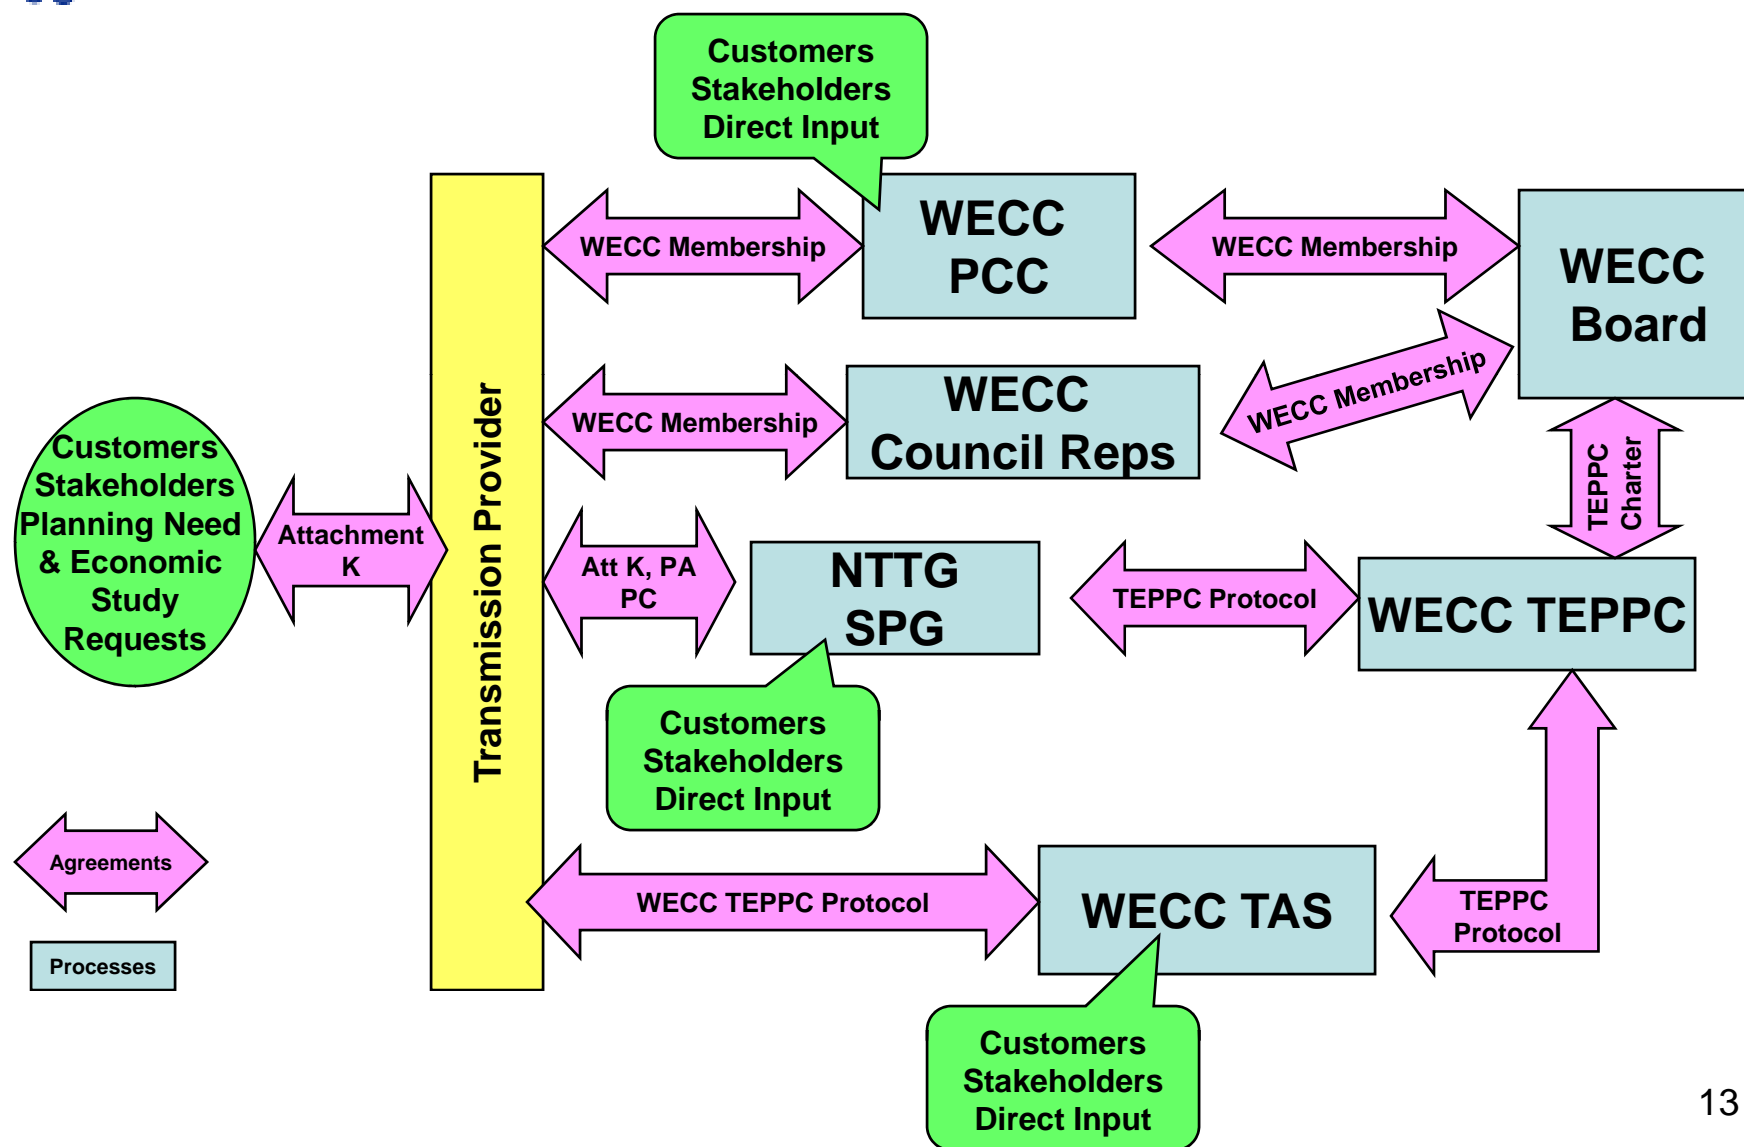 Customers
Stakeholders
Direct Input
WECC Membership
WECC
PCC
WECC Membership
WECC
Board
Transmission Provider
WECC Membership
WECC
Council Reps
WECC Membership
TEPPC
Charter
Customers
Stakeholders
Planning Need
& Economic
Study
Requests
Attachment
K
Att K, PA
PC
NTTG
SPG
TEPPC Protocol
WECC TEPPC
Customers
Stakeholders
Direct Input
Agreements
WECC TEPPC Protocol
WECC TAS
TEPPC
Protocol
Processes
Customers
Stakeholders
Direct Input
13